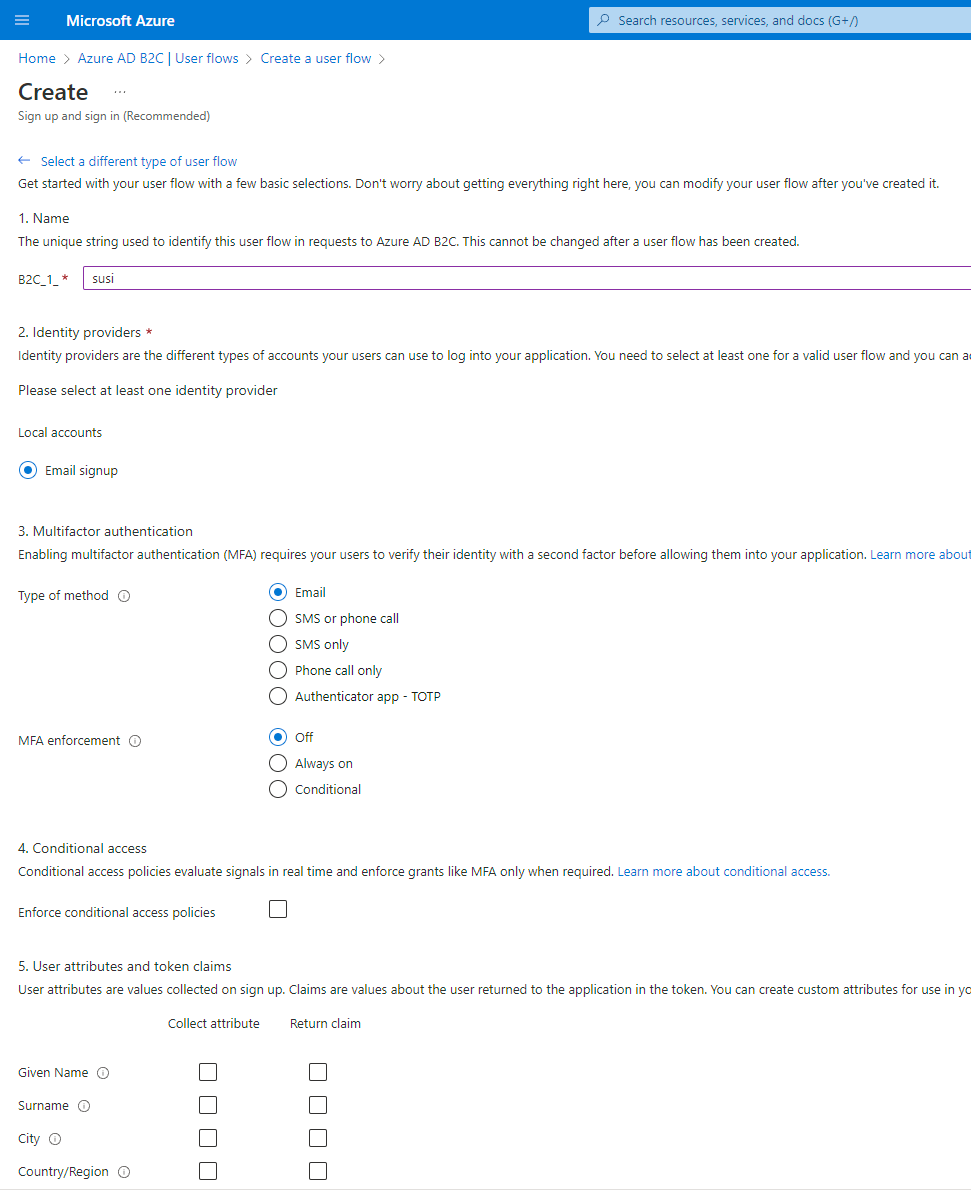 Microsoft Azure
Search resources, services, and docs (G+/)
Home > Azure AD B2C | User flows > Create a user flow >
Create ...
Sign up and sign in (Recommended)
← Select a different type of user flow
Get started with your user flow with a few basic selections. Don't worry about getting everything right here, you can modify your user flow after you've created it.
1. Name
The unique string used to identify this user flow in requests to Azure AD B2C. This cannot be changed after a user flow has been created.
B2C_1_ * susi
2. Identity providers *
Identity providers are the different types of accounts your users can use to log into your application. You need to select at least one for a valid user flow and you can a
Please select at least one identity provider
Local accounts
Email signup
3. Multifactor authentication
Enabling multifactor authentication (MFA) requires your users to verify their identity with a second factor before allowing them into your application. Learn more about
Type of method
Email
SMS or phone call
SMS only
Phone call only
Authenticator app - TOTP
MFA enforcement
Off
Always on
Conditional
4. Conditional access
Conditional access policies evaluate signals in real time and enforce grants like MFA only when required. Learn more about conditional access.
Enforce conditional access policies
5. User attributes and token claims
User attributes are values collected on sign up. Claims are values about the user returned to the application in the token. You can create custom attributes for use in yo
Collect attribute Return claim
Given Name
Surname
City
Country/Region